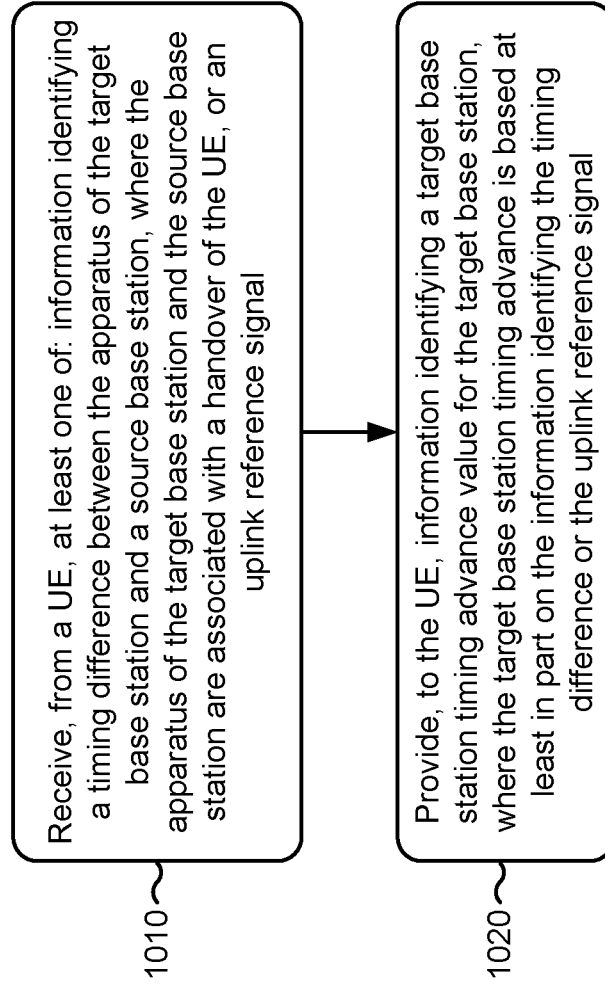 1010
Receive, from a UE, at least one of: information identifying
a timing difference between the apparatus of the target
base station and a source base station, where the
apparatus of the target base station and the source base
station are associated with a handover of the UE, or an
uplink reference signal
1020
Provide, to the UE, information identifying a target base
station timing advance value for the target base station,
where the target base station timing advance is based at
least in part on the information identifying the timing
difference or the uplink reference signal